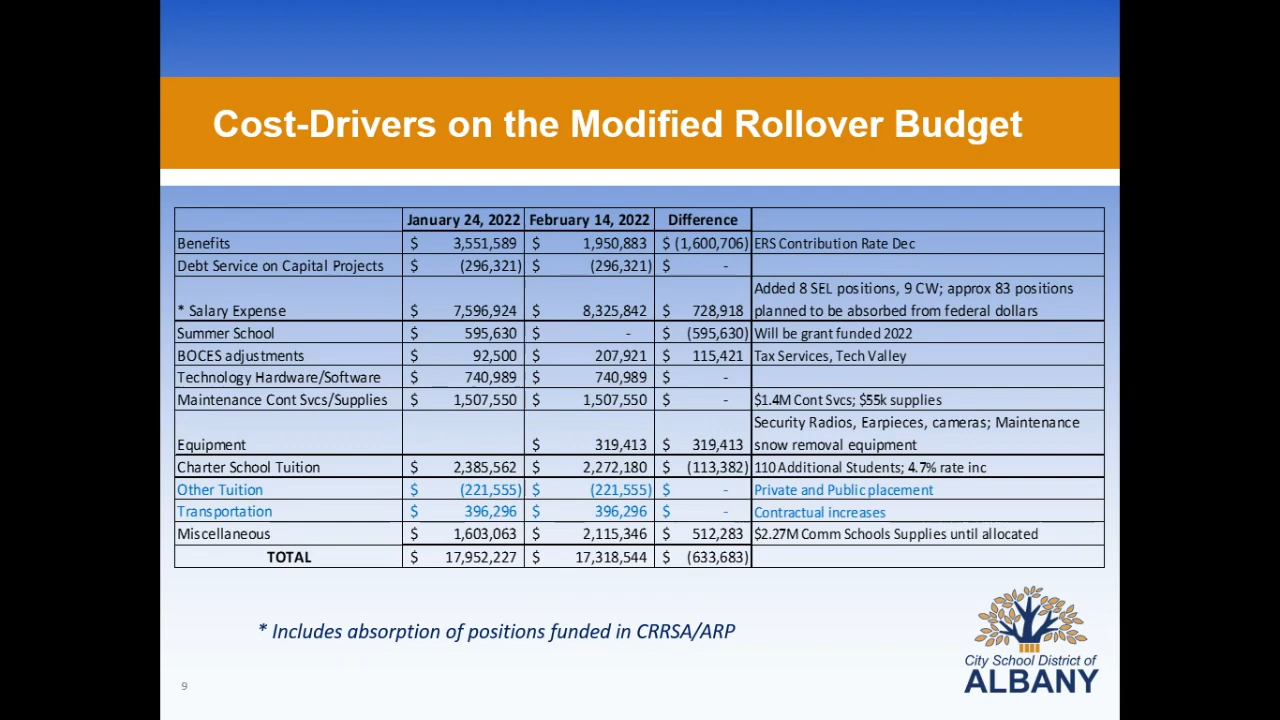 Cost-Drivers on the Modified Rollover Budget
January 24, 2022 February 14, 2022 Difference
Benefits $ 3,551,589 $ 1,950,883 $ (1,600,706) ERS Contribution Rate Dec
Debt Service on Capital Projects $ (296,321) $ (296,321) $ -
Added 8 SEL positions, 9 CW; approx 83 positions
* Salary Expense $ 7,596,924 $ 8,325,842 $ 728,918 planned to be absorbed from federal dollars
Summer School $ 595,630 $ - $ (595,630) Will be grant funded 2022
BOCES adjustments $ 92,500 $ 207,921 $ 115,421 Tax Services, Tech Valley
Technology Hardware/Software $ 740,989 $ 740,989 $ -
Maintenance Cont Svcs/Supplies $ 1,507,550 $ 1,507,550 $ - $1.4M Cont Svcs; $55k supplies
Security Radios, Earpieces, cameras; Maintenance
Equipment $ 319,413 $ 319,413 snow removal equipment
Charter School Tuition $ 2,385,562 $ 2,272,180 $ (113,382) 110 Additional Students; 4.7% rate inc
Other Tuition $ (221,555) $ (221,555) $ - Private and Public placement
Transportation $ 396,296 $ 396,296 $ - Contractual increases
Miscellaneous $ 1,603,063 $ 2,115,346 $ 512,283 $2.27M Comm Schools Supplies until allocated
TOTAL $ 17,952,227 $ 17,318,544 $ (633,683)
* Includes absorption of positions funded in CRRSA/ARP
City School District of
ALBANY
9